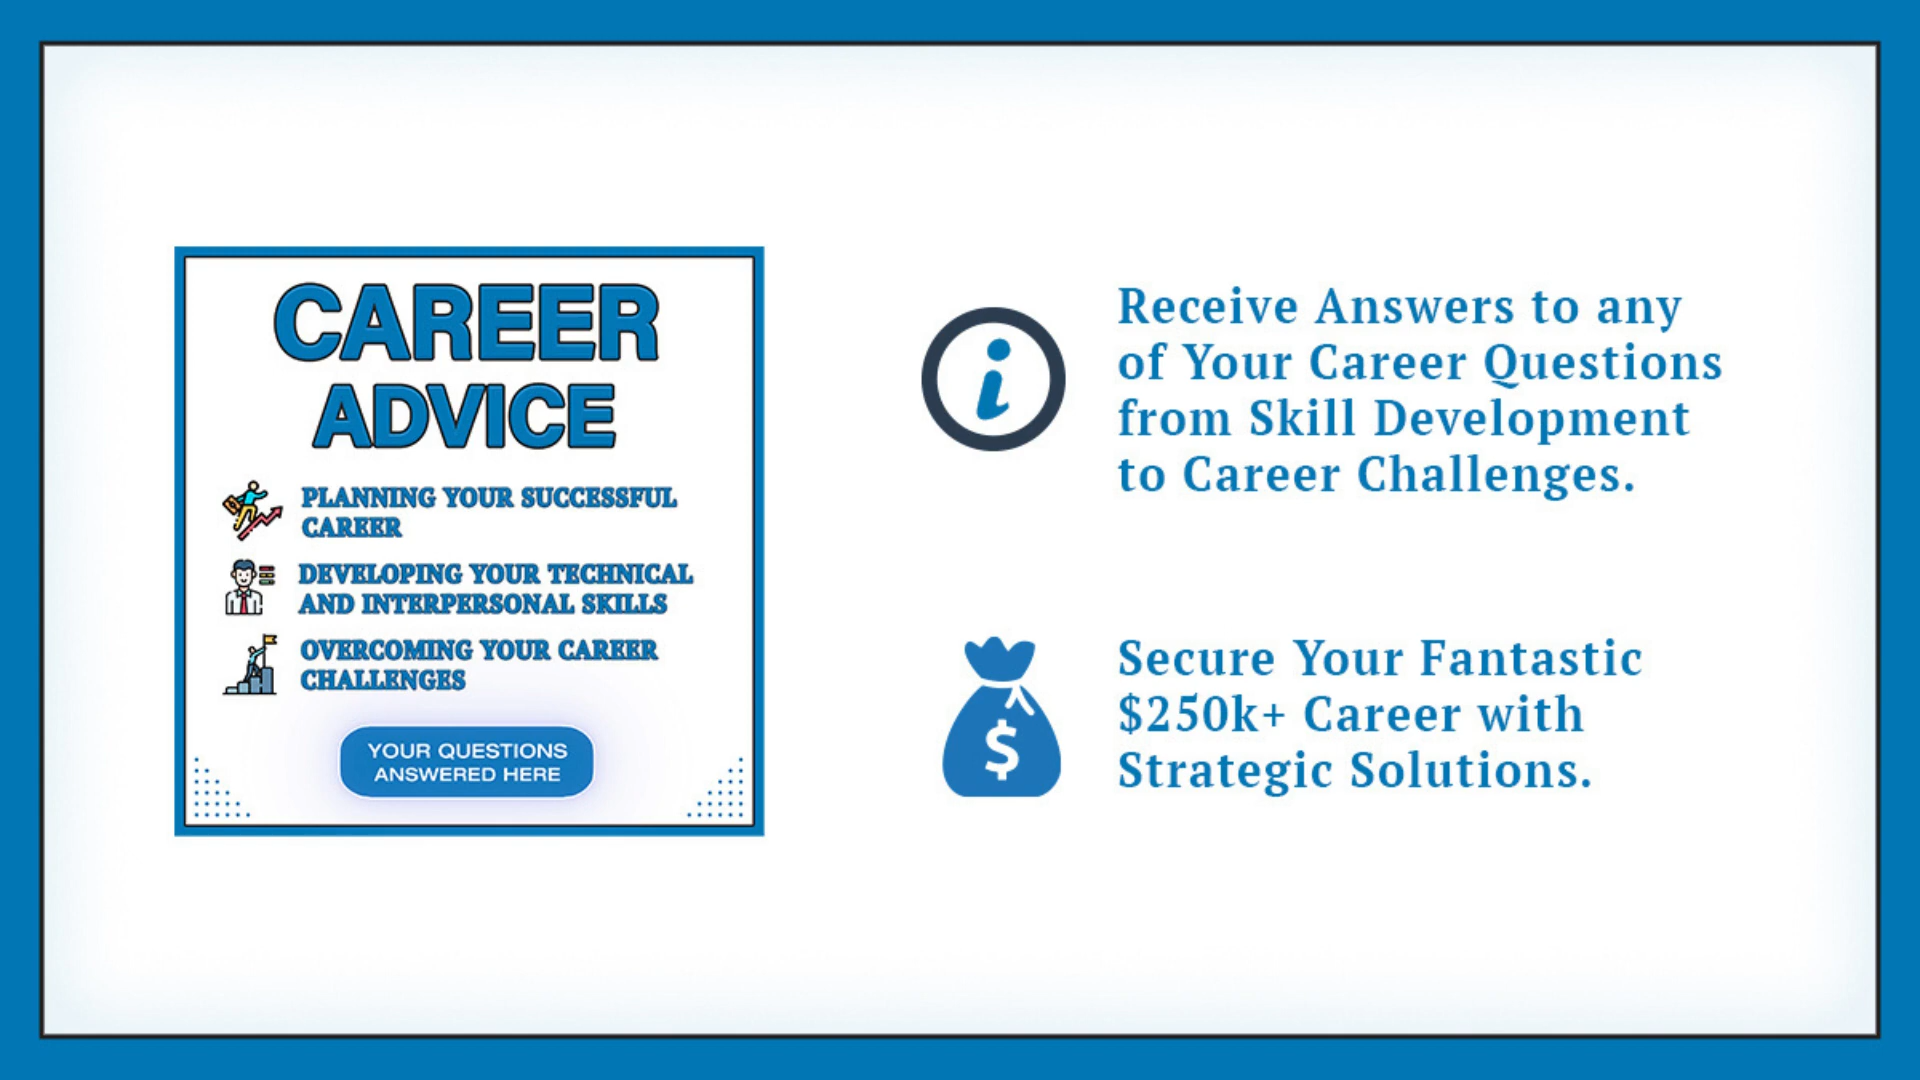 CAREER
ADVICE
PLANNING YOUR SUCCESSFUL
CAREER
DEVELOPING YOUR TECHNICAL
AND INTERPERSONAL SKILLS
OVERCOMING YOUR CAREER
CHALLENGES
YOUR QUESTIONS
ANSWERED HERE
Receive Answers to any
of Your Career Questions
from Skill Development
to Career Challenges.
Secure Your Fantastic
$250k+ Career with
Strategic Solutions.